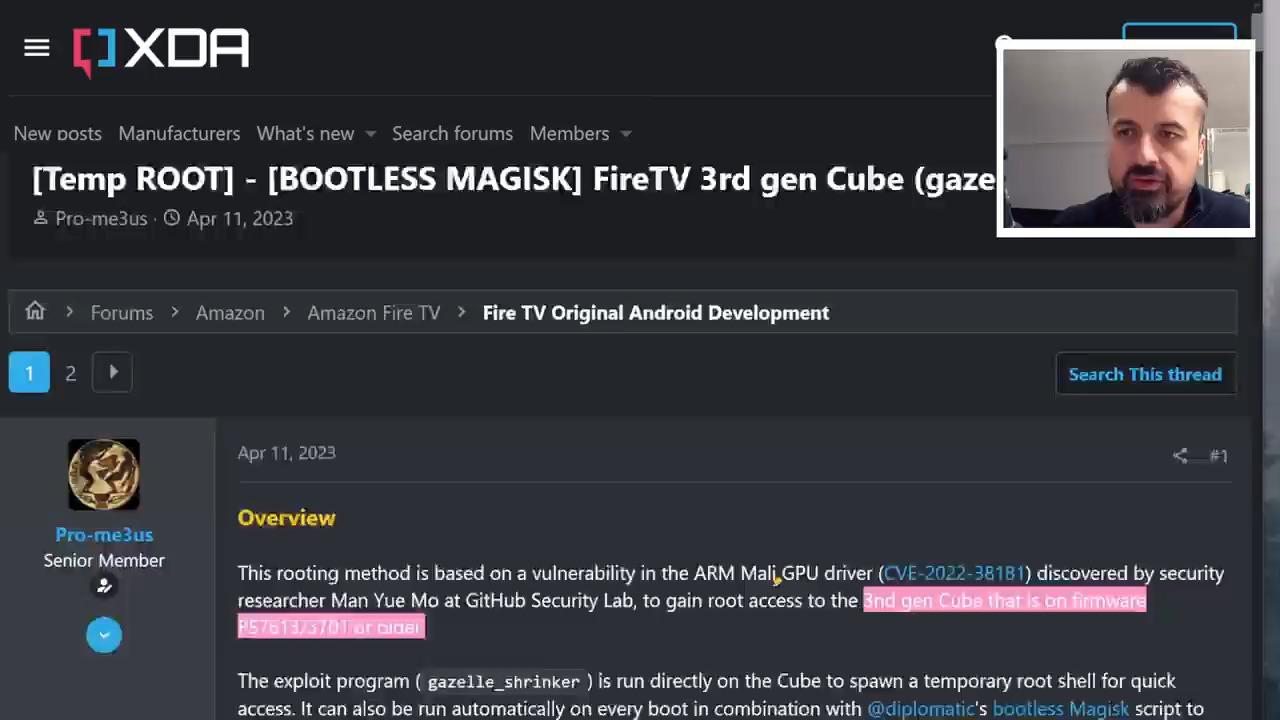 XDA
New posts Manufacturers What's new Search forums Members
[Temp ROOT] - [BOOTLESS MAGISK] FireTV 3rd gen Cube (gaze
Pro-me3us · Apr 11, 2023
Forums > Amazon > Amazon Fire TV > Fire TV Original Android Development
1 2
Search This thread
Apr 11, 2023
#1
Pro-me3us
Senior Member
Overview
This rooting method is based on a vulnerability in the ARM Mali GPU driver (CVE-2022-38181) discovered by security
researcher Man Yue Mo at GitHub Security Lab, to gain root access to the 3nd gen Cube that is on firmware
PS7613/3701 or older
The exploit program ( gazelle_shrinker ) is run directly on the Cube to spawn a temporary root shell for quick
access. It can also be run automatically on every boot in combination with @diplomatic's bootless Magisk script to